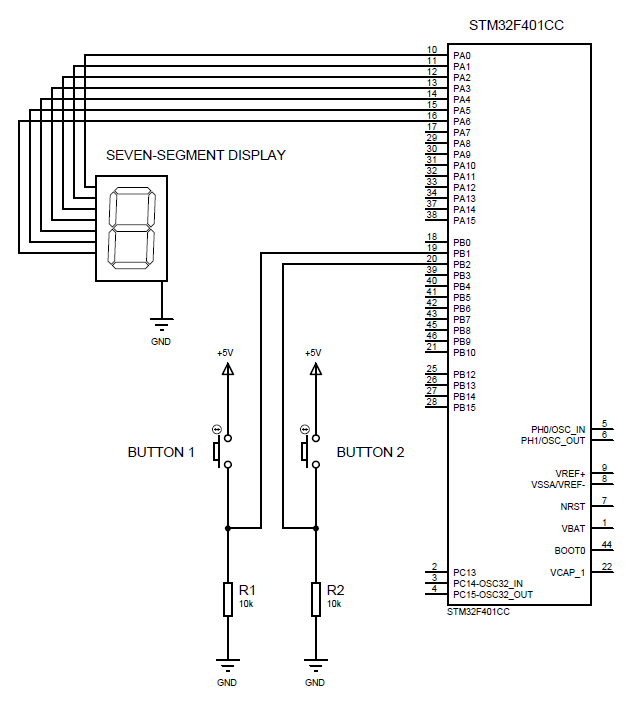 STM32F401CC
10 PA0
11 PA1
12 PA2
13 PA3
14 PA4
15 PA5
16 PA6
17 PA7
29 PA8
30 PA9
31 PA10
32 PA11
33 PA12
34 PA13
37 PA14
38 PA15
SEVEN-SEGMENT DISPLAY
GND
18 PB0
19 PB1
20 PB2
39 PB3
40 PB4
41 PB5
42 PB6
43 PB7
45 PB8
46 PB9
21 PB10
25 PB12
26 PB13
27 PB14
28 PB15
+5V
+5V
BUTTON 1
BUTTON 2
PH0/OSC_IN 5
PH1/OSC_OUT 6
VREF+ 9
VSSA/VREF- 8
NRST 7
VBAT 1
BOOT0 44
VCAP_1 22
2 PC13
3 PC14-OSC32_IN
4 PC15-OSC32_OUT
STM32F401CC
R1
10k
R2
10k
GND
GND